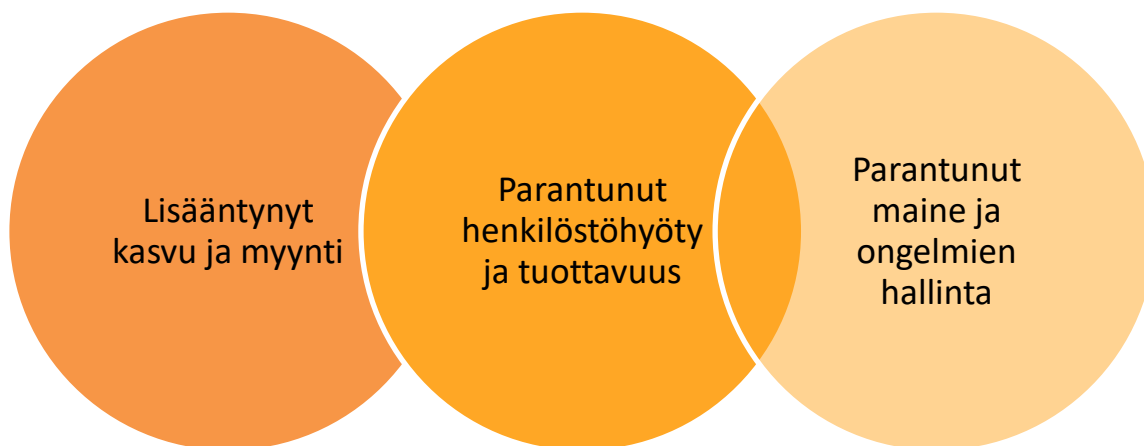 Lisääntynyt
kasvu ja myynti
Parantunut
henkilöstöhyöty
ja tuottavuus
Parantunut
maine ja
ongelmien
hallinta